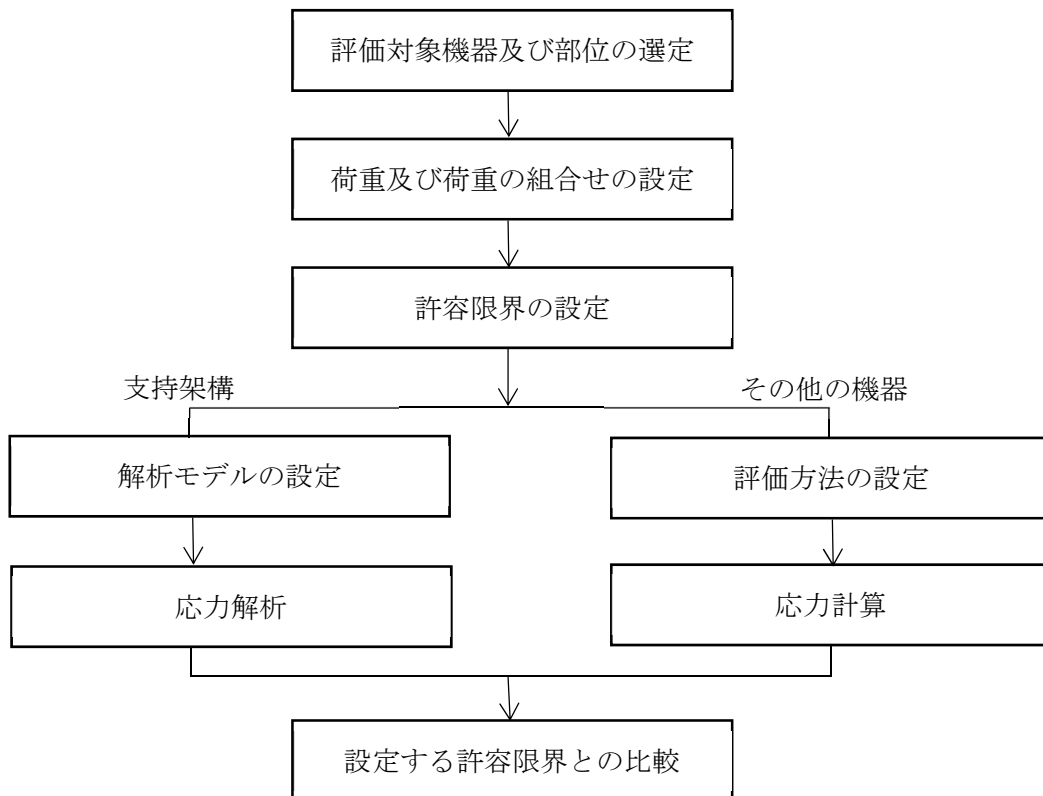 評価対象機器及び部位の選定
荷重及び荷重の組合せの設定
許容限界の設定
支持架構
その他の機器
解析モデルの設定
評価方法の設定
応力解析
応力計算
設定する許容限界との比較